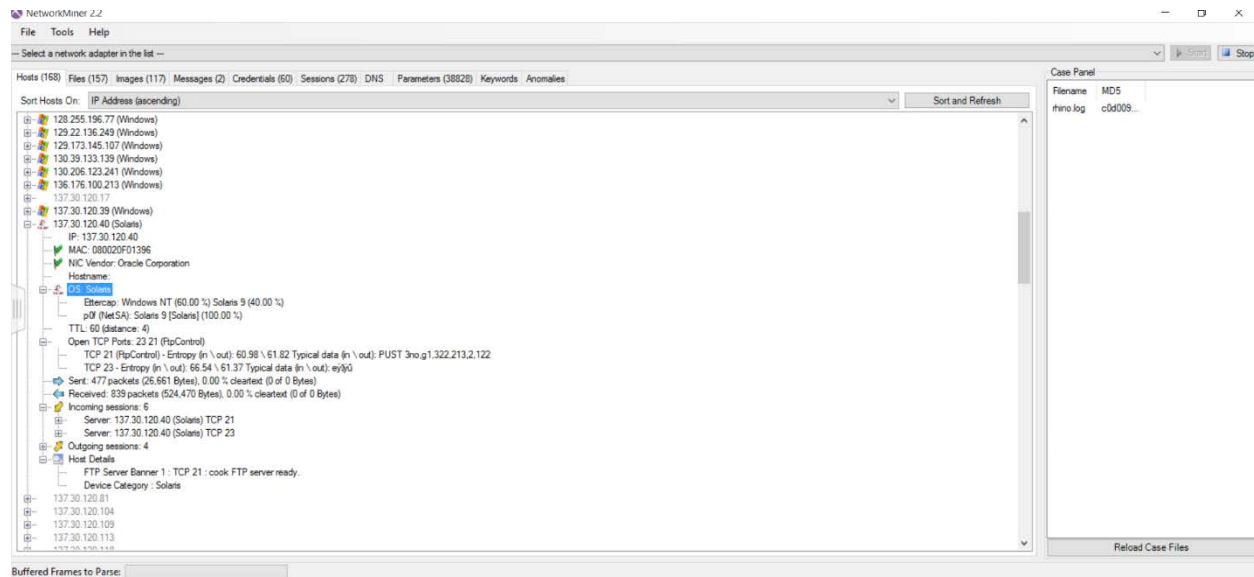 NetworkMiner 2.2
File Tools Help
--- Select a network adapter in the list ---
Start Stop
Hosts (168) Files (157) Images (117) Messages (2) Credentials (60) Sessions (278) DNS Parameters (38828) Keywords Anomalies
Sort Hosts On: IP Address (ascending) Sort and Refresh
128.255.196.77 (Windows)
129.22.136.249 (Windows)
129.173.145.107 (Windows)
130.39.133.139 (Windows)
130.206.123.241 (Windows)
136.176.100.213 (Windows)
137.30.120.17
137.30.120.39 (Windows)
137.30.120.40 (Solaris)
IP: 137.30.120.40
MAC: 080020F01396
NIC Vendor: Oracle Corporation
Hostname:
OS: Solaris
Ettercap: Windows NT (60.00 %) Solaris 9 (40.00 %)
p0f (NetSA): Solaris 9 [Solaris] (100.00 %)
TTL: 60 (distance: 4)
Open TCP Ports: 23 21 (FtpControl)
TCP 21 (FtpControl) - Entropy (in \ out): 60.98 \ 61.82 Typical data (in \ out): PUST 3no,g1,322,213,2,122
TCP 23 - Entropy (in \ out): 66.54 \ 61.37 Typical data (in \ out):
Sent: 477 packets (26,661 Bytes), 0.00 % cleartext (0 of 0 Bytes)
Received: 839 packets (524,470 Bytes), 0.00 % cleartext (0 of 0 Bytes)
Incoming sessions: 6
Server: 137.30.120.40 (Solaris) TCP 21
Server: 137.30.120.40 (Solaris) TCP 23
Outgoing sessions: 4
Host Details
FTP Server Banner 1 : TCP 21 : cook FTP server ready.
Device Category : Solaris
137.30.120.81
137.30.120.104
137.30.120.109
137.30.120.113
Case Panel
Filename MD5
rhino.log c0d009...
Reload Case Files
Buffered Frames to Parse: